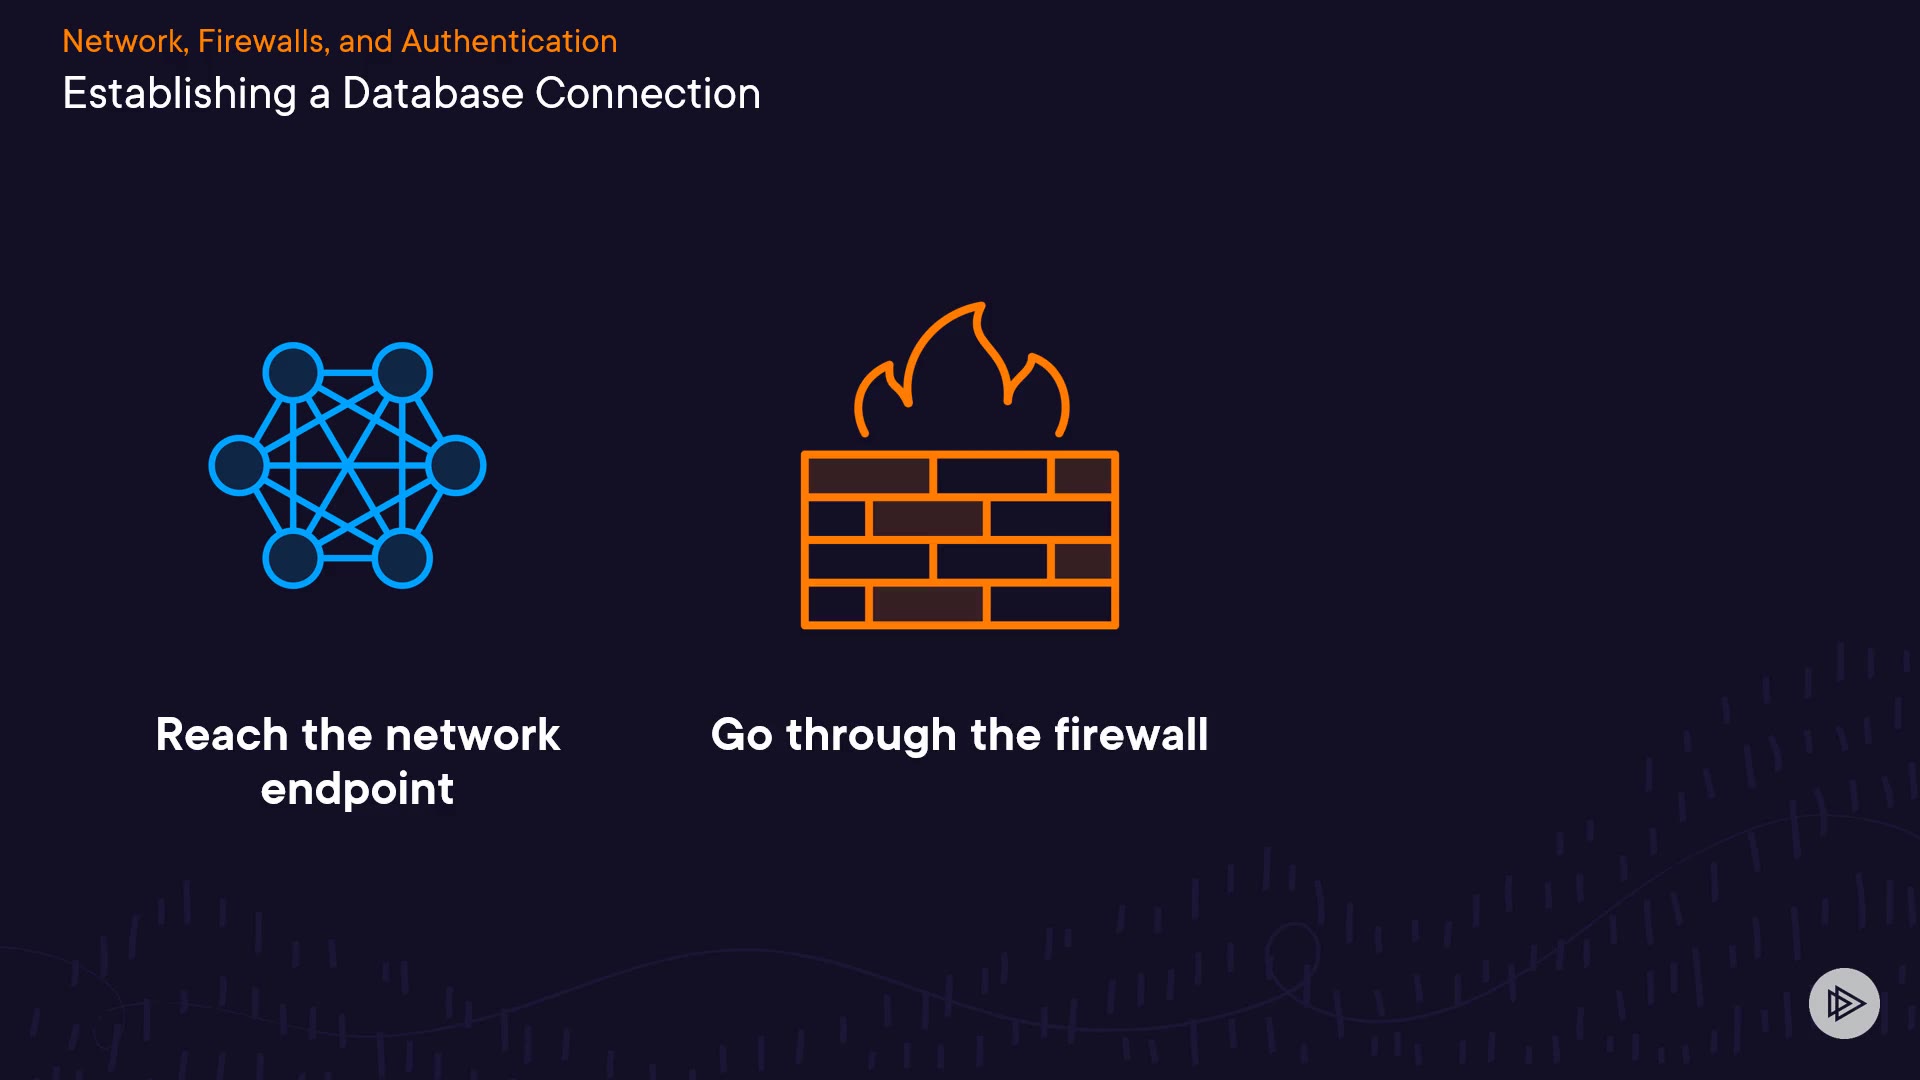 Network, Firewalls, and Authentication
Establishing a Database Connection
Reach the network
endpoint
Go through the firewall